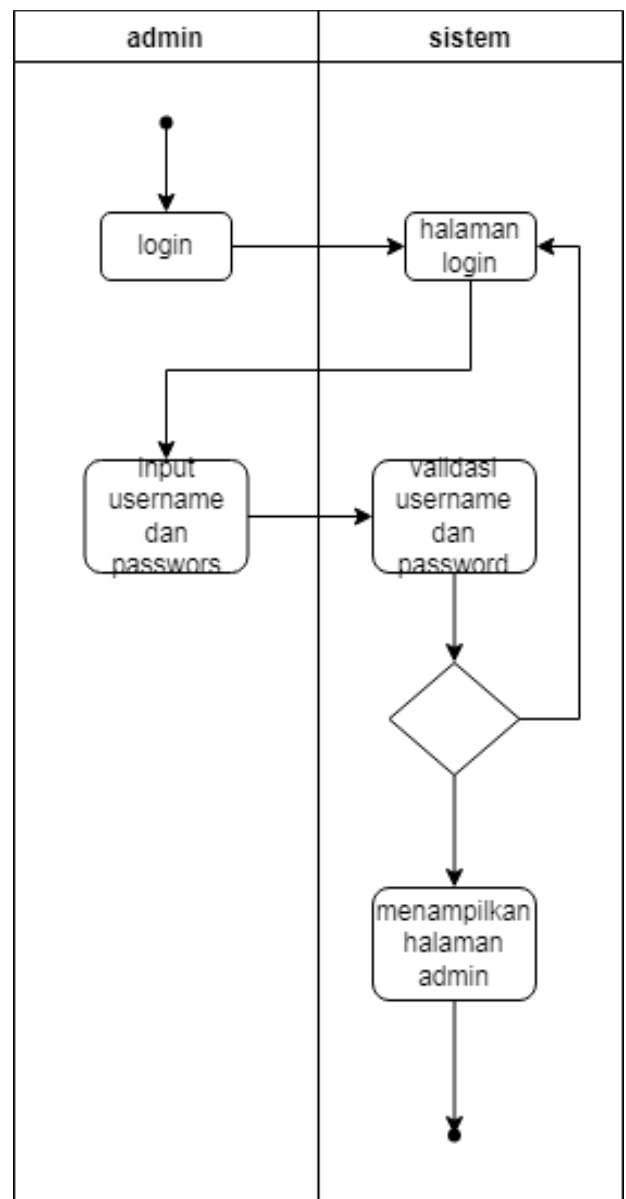 admin
sistem
login
halaman
login
input
username
dan
passwors
validasi
username
dan
password
menampilkan
halaman
admin